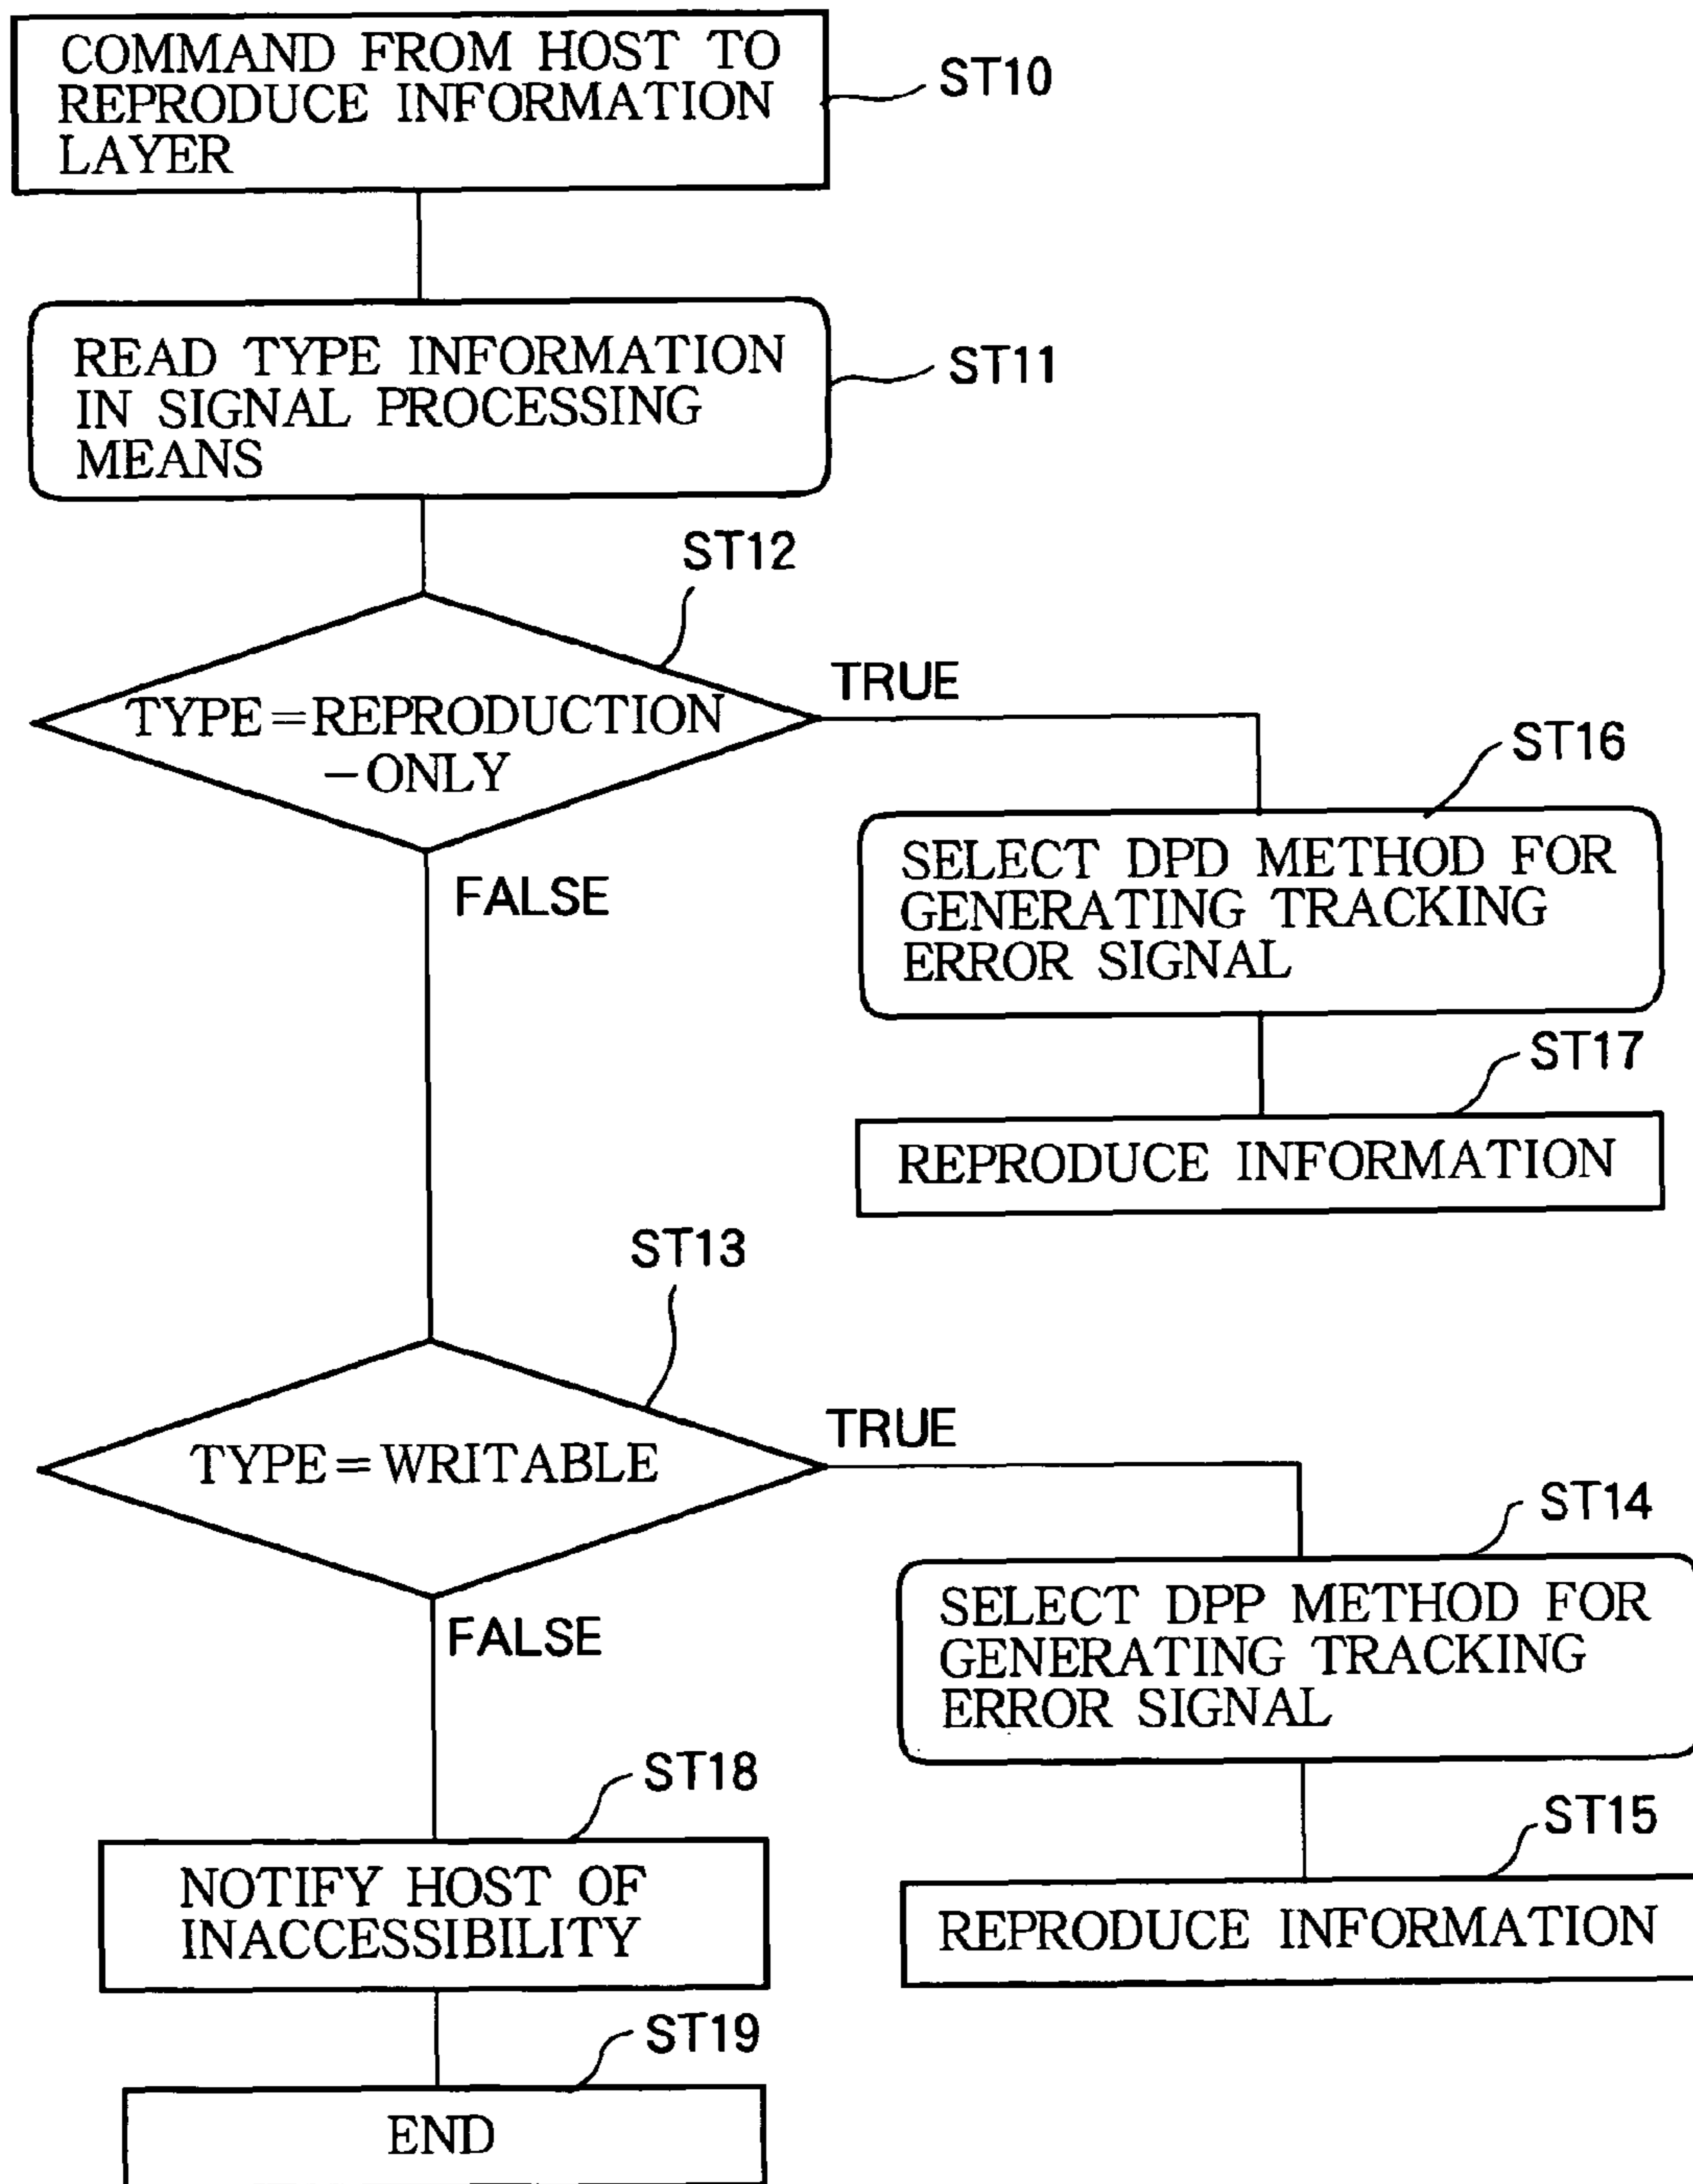 COMMAND FROM HOST TO
REPRODUCE INFORMATION
LAYER
ST10
READ TYPE INFORMATION
IN SIGNAL PROCESSING
MEANS
ST11
ST12
TYPE=REPRODUCTION
-ONLY
TRUE
FALSE
ST16
SELECT DPD METHOD FOR
GENERATING TRACKING
ERROR SIGNAL
ST17
REPRODUCE INFORMATION
ST13
TYPE=WRITABLE
TRUE
FALSE
ST14
SELECT DPP METHOD FOR
GENERATING TRACKING
ERROR SIGNAL
ST15
REPRODUCE INFORMATION
ST18
NOTIFY HOST OF
INACCESSIBILITY
ST19
END